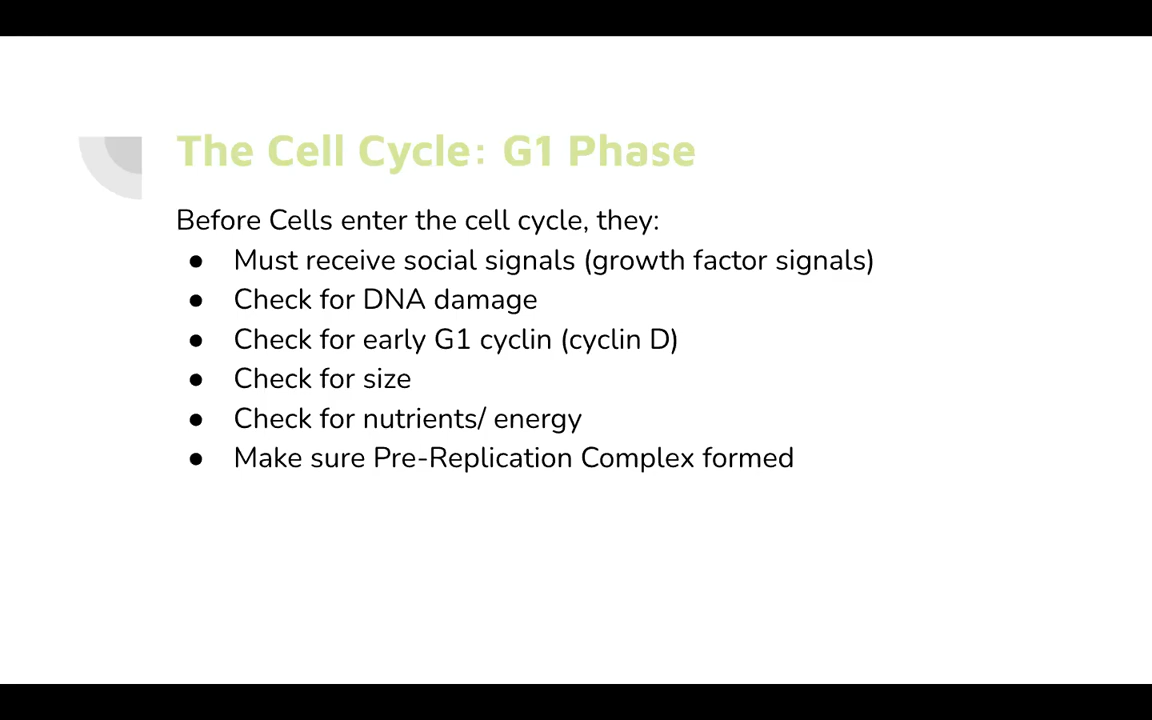 The Cell Cycle: G1 Phase
Before Cells enter the cell cycle, they:
● Must receive social signals (growth factor signals)
● Check for DNA damage
● Check for early G1 cyclin (cyclin D)
● Check for size
● Check for nutrients/ energy
● Make sure Pre-Replication Complex formed